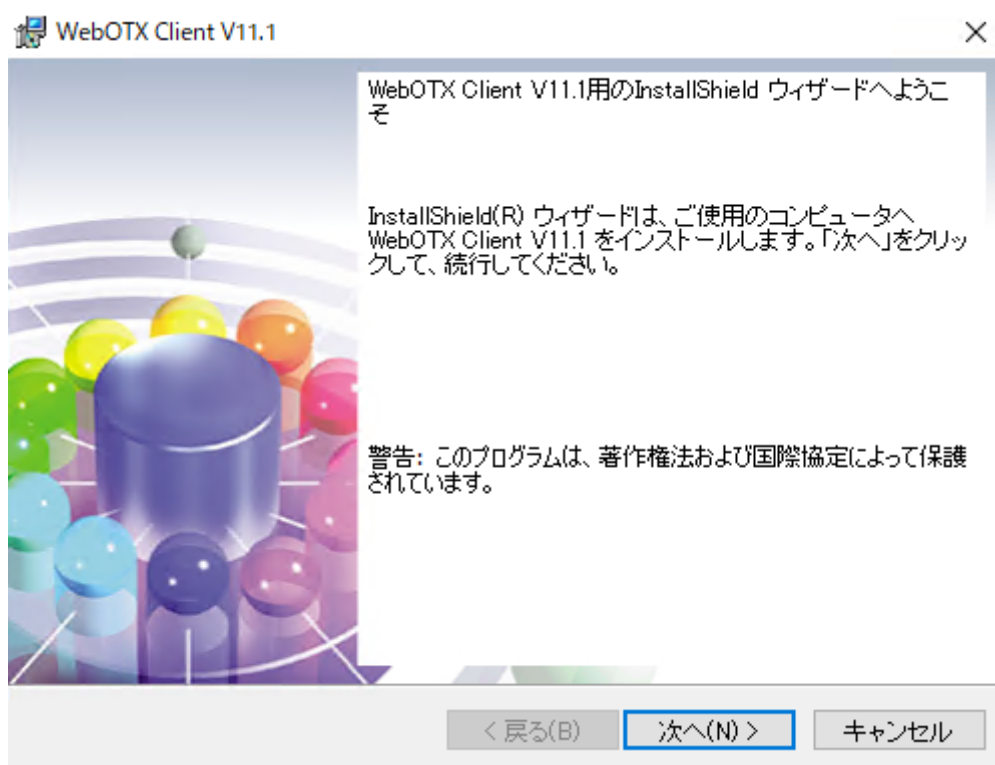 WebOTX Client V11.1
WebOTX Client V11.1用のInstallShield ウィザードへようこ
そ
InstallShield(R) ウィザードは、ご使用のコンピュータへ
WebOTX Client V11.1 をインストールします。「次へ」をクリッ
クして、続行してください。
警告: このプログラムは、著作権法および国際協定によって保護
されています。
< 戻る(B)
次へ(N) >
キャンセル